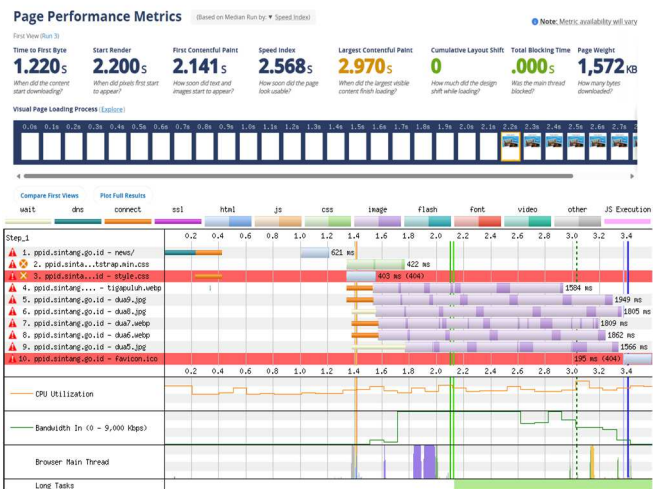 Page Performance Metrics
(Based on Median Run by: ▼ Speed Index)
Note: Metric availability will vary
First View (Run 3)
Time to First Byte
1.220s
When did the content start downloading?
Start Render
2.200s
When did pixels first start to appear?
First Contentful Paint
2.141s
How soon did text and images start to appear?
Speed Index
2.568s
How soon did the page look usable?
Largest Contentful Paint
2.970s
When did the largest visible content finish loading?
Cumulative Layout Shift
0
How much did the design shift while loading?
Total Blocking Time
.000s
Was the main thread blocked?
Page Weight
1,572KB
How many bytes downloaded?
Visual Page Loading Process (Explore)
0.0s 0.1s 0.2s 0.3s 0.4s 0.5s 0.6s 0.7s 0.8s 0.9s 1.0s 1.1s 1.2s 1.3s 1.4s 1.5s 1.6s 1.7s 1.8s 1.9s 2.0s 2.1s 2.2s 2.3s 2.4s 2.5s 2.6s 2.7s 2
Compare First Views Plot Full Results
wait dns connect ssl html js css image flash font video other JS Execution
Step_1 0.2 0.4 0.6 0.8 1.0 1.2 1.4 1.6 1.8 2.0 2.2 2.4 2.6 2.8 3.0 3.2 3.4
1. ppid.sintang.go.id - news/ 621 ms
2. ppid.sinta...tstrap.min.css 422 ms
3. ppid.sinta...id - style.css 403 ms (404)
4. ppid.sintang.... - tigapuluh.webp 1584 ms
5. ppid.sintang.go.id - dua9.jpg 1949 ms
6. ppid.sintang.go.id - dua8.jpg 1805 ms
7. ppid.sintang.go.id - dua7.webp 1809 ms
8. ppid.sintang.go.id - dua6.webp 1862 ms
9. ppid.sintang.go.id - dua5.jpg 1566 ms
10. ppid.sintang.go.id - favicon.ico 195 ms (404)
0.2 0.4 0.6 0.8 1.0 1.2 1.4 1.6 1.8 2.0 2.2 2.4 2.6 2.8 3.0 3.2 3.4
CPU Utilization
Bandwidth In (0 - 9,000 Kbps)
Browser Main Thread
Long Tasks